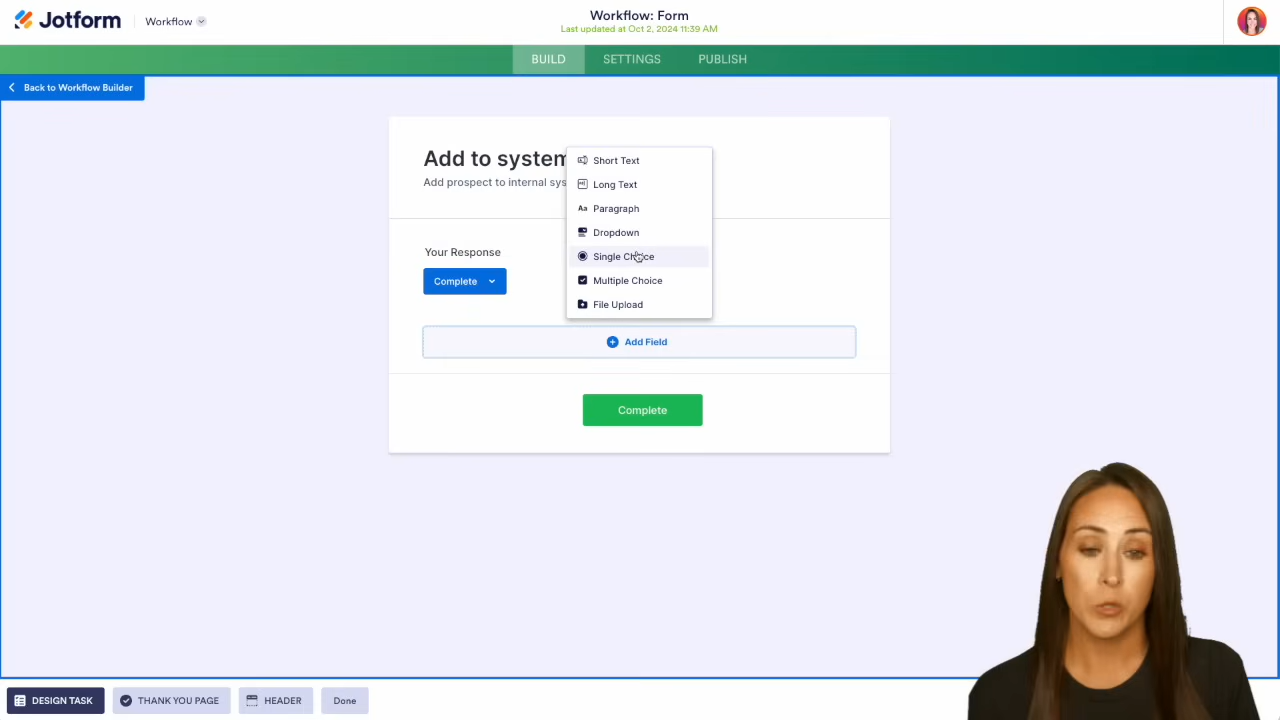 Jotform
Workflow
Workflow: Form
Last updated at Oct 2, 2024 11:39 AM
BUILD
SETTINGS
PUBLISH
Back to Workflow Builder
Add to system
Add prospect to internal sys
Short Text
Long Text
Paragraph
Dropdown
Single Choice
Multiple Choice
File Upload
Your Response
Complete
Add Field
Complete
DESIGN TASK
THANK YOU PAGE
HEADER
Done